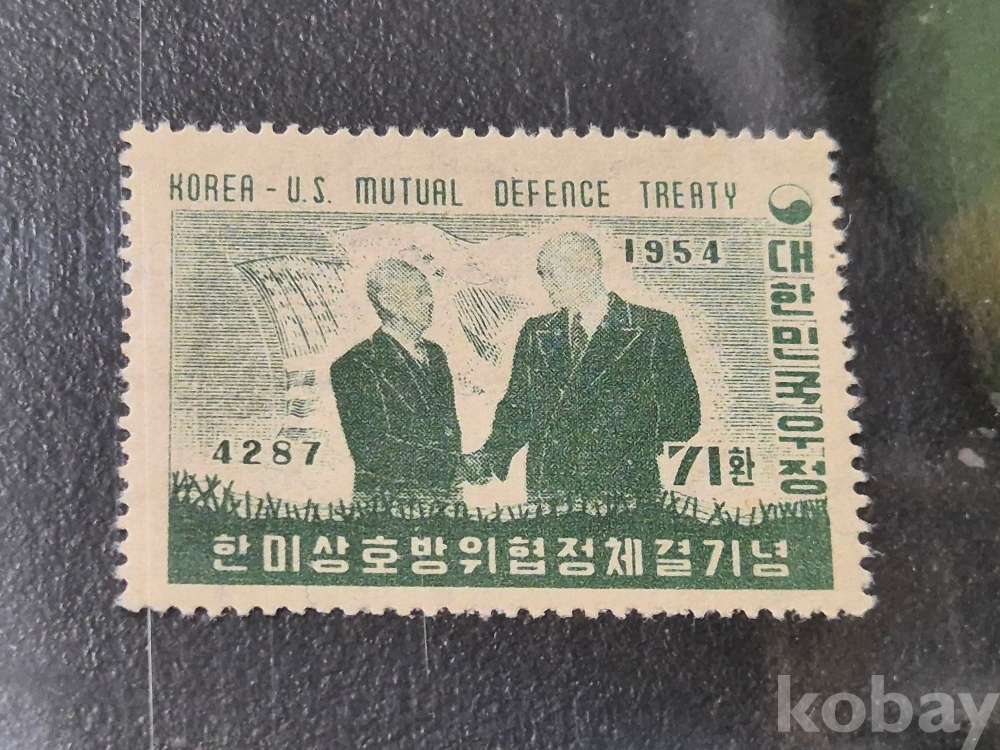 KOREA - U.S. MUTUAL DEFENCE TREATY
1954
대한민국우정
4287
71환
한미상호방위협정체결기념
kobay